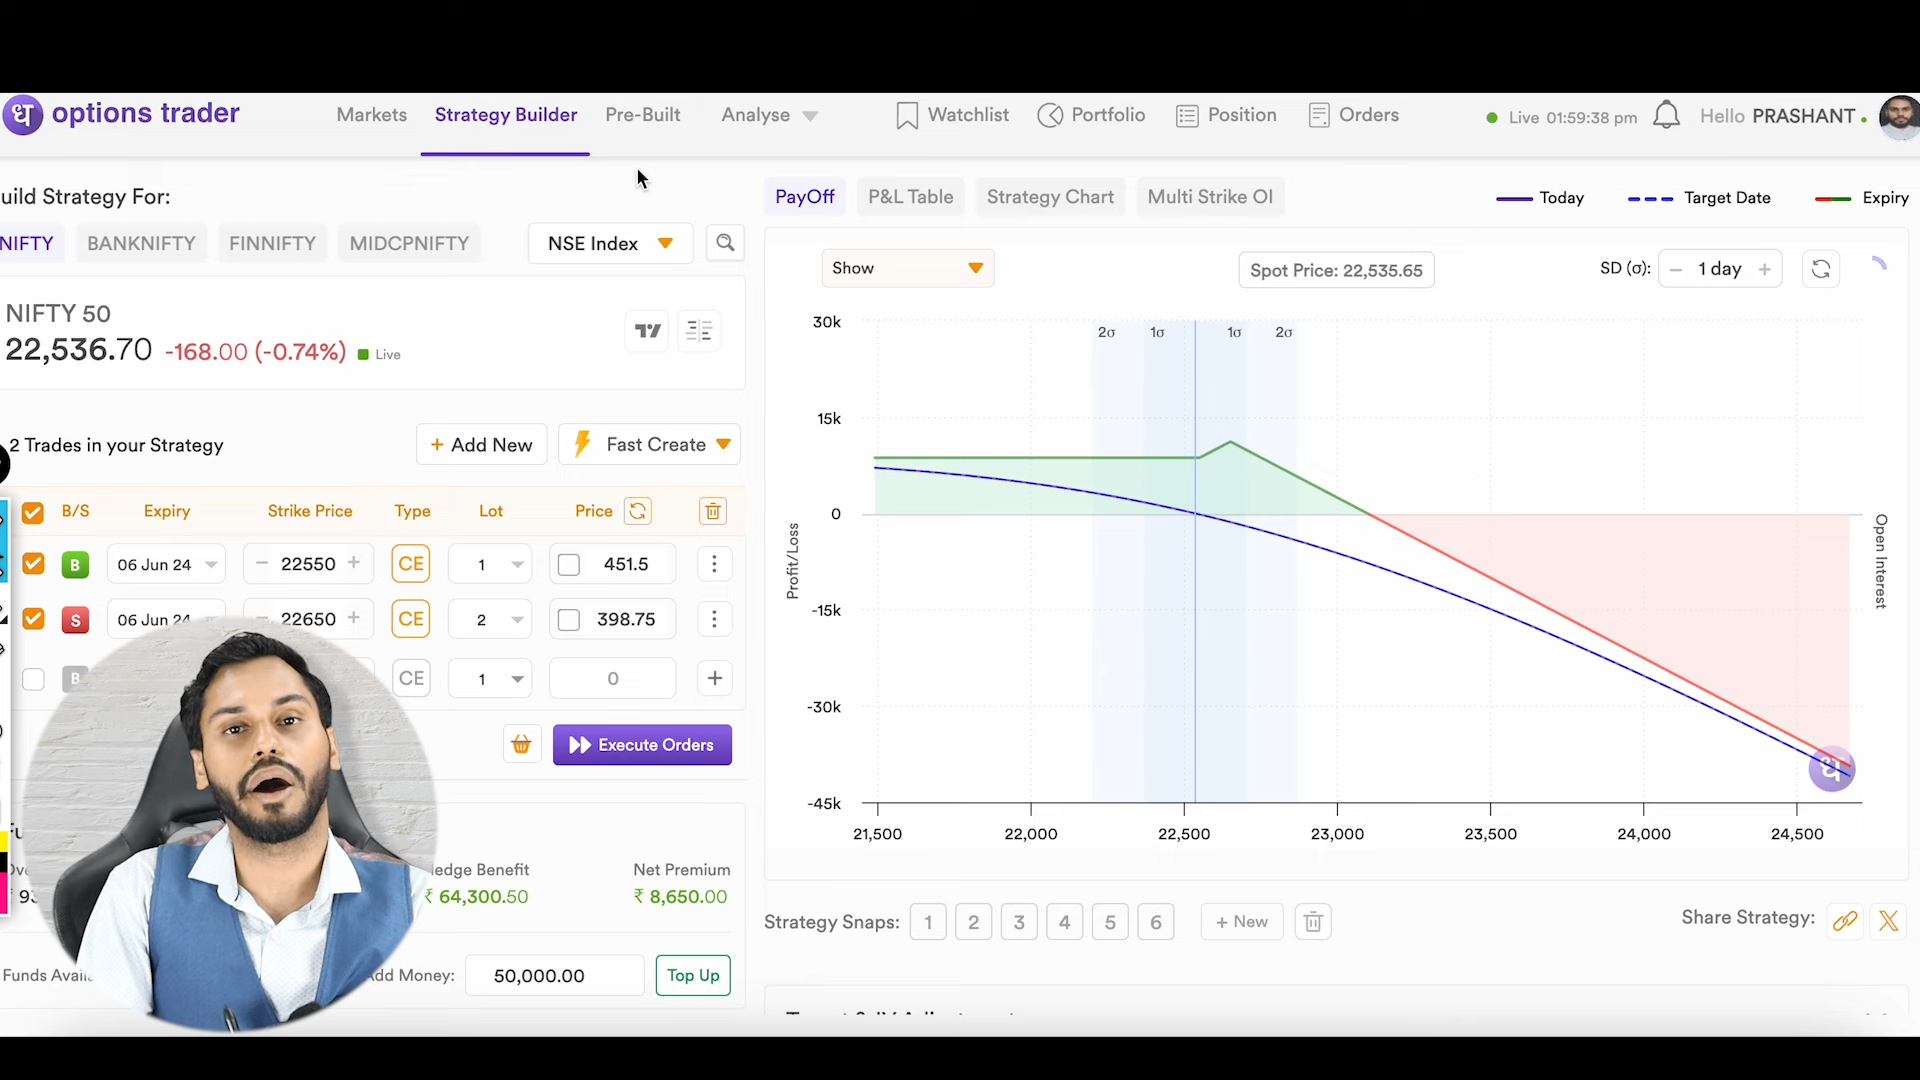 ध options trader
Markets
Strategy Builder
Pre-Built
Analyse
Watchlist
Portfolio
Position
Orders
Live 01:59:38 pm
Hello PRASHANT
uild Strategy For:
NIFTY
BANKNIFTY
FINNIFTY
MIDCPNIFTY
NSE Index
NIFTY 50
22,536.70 -168.00 (-0.74%) Live
2 Trades in your Strategy
+ Add New
Fast Create
B/S Expiry Strike Price Type Lot Price
B 06 Jun 24 − 22550 + CE 1 451.5
S 06 Jun 24 − 22650 + CE 2 398.75
B CE 1 0 +
Execute Orders
ledge Benefit Net Premium
₹ 64,300.50 ₹ 8,650.00
Funds Avail
dd Money: 50,000.00 Top Up
PayOff
P&L Table
Strategy Chart
Multi Strike OI
Today
Target Date
Expiry
Show
Spot Price: 22,535.65
SD (σ): − 1 day +
2σ 1σ 1σ 2σ
30k
15k
0
-15k
-30k
-45k
Profit/Loss
Open Interest
ध
21,500 22,000 22,500 23,000 23,500 24,000 24,500
Strategy Snaps: 1 2 3 4 5 6 + New
Share Strategy: